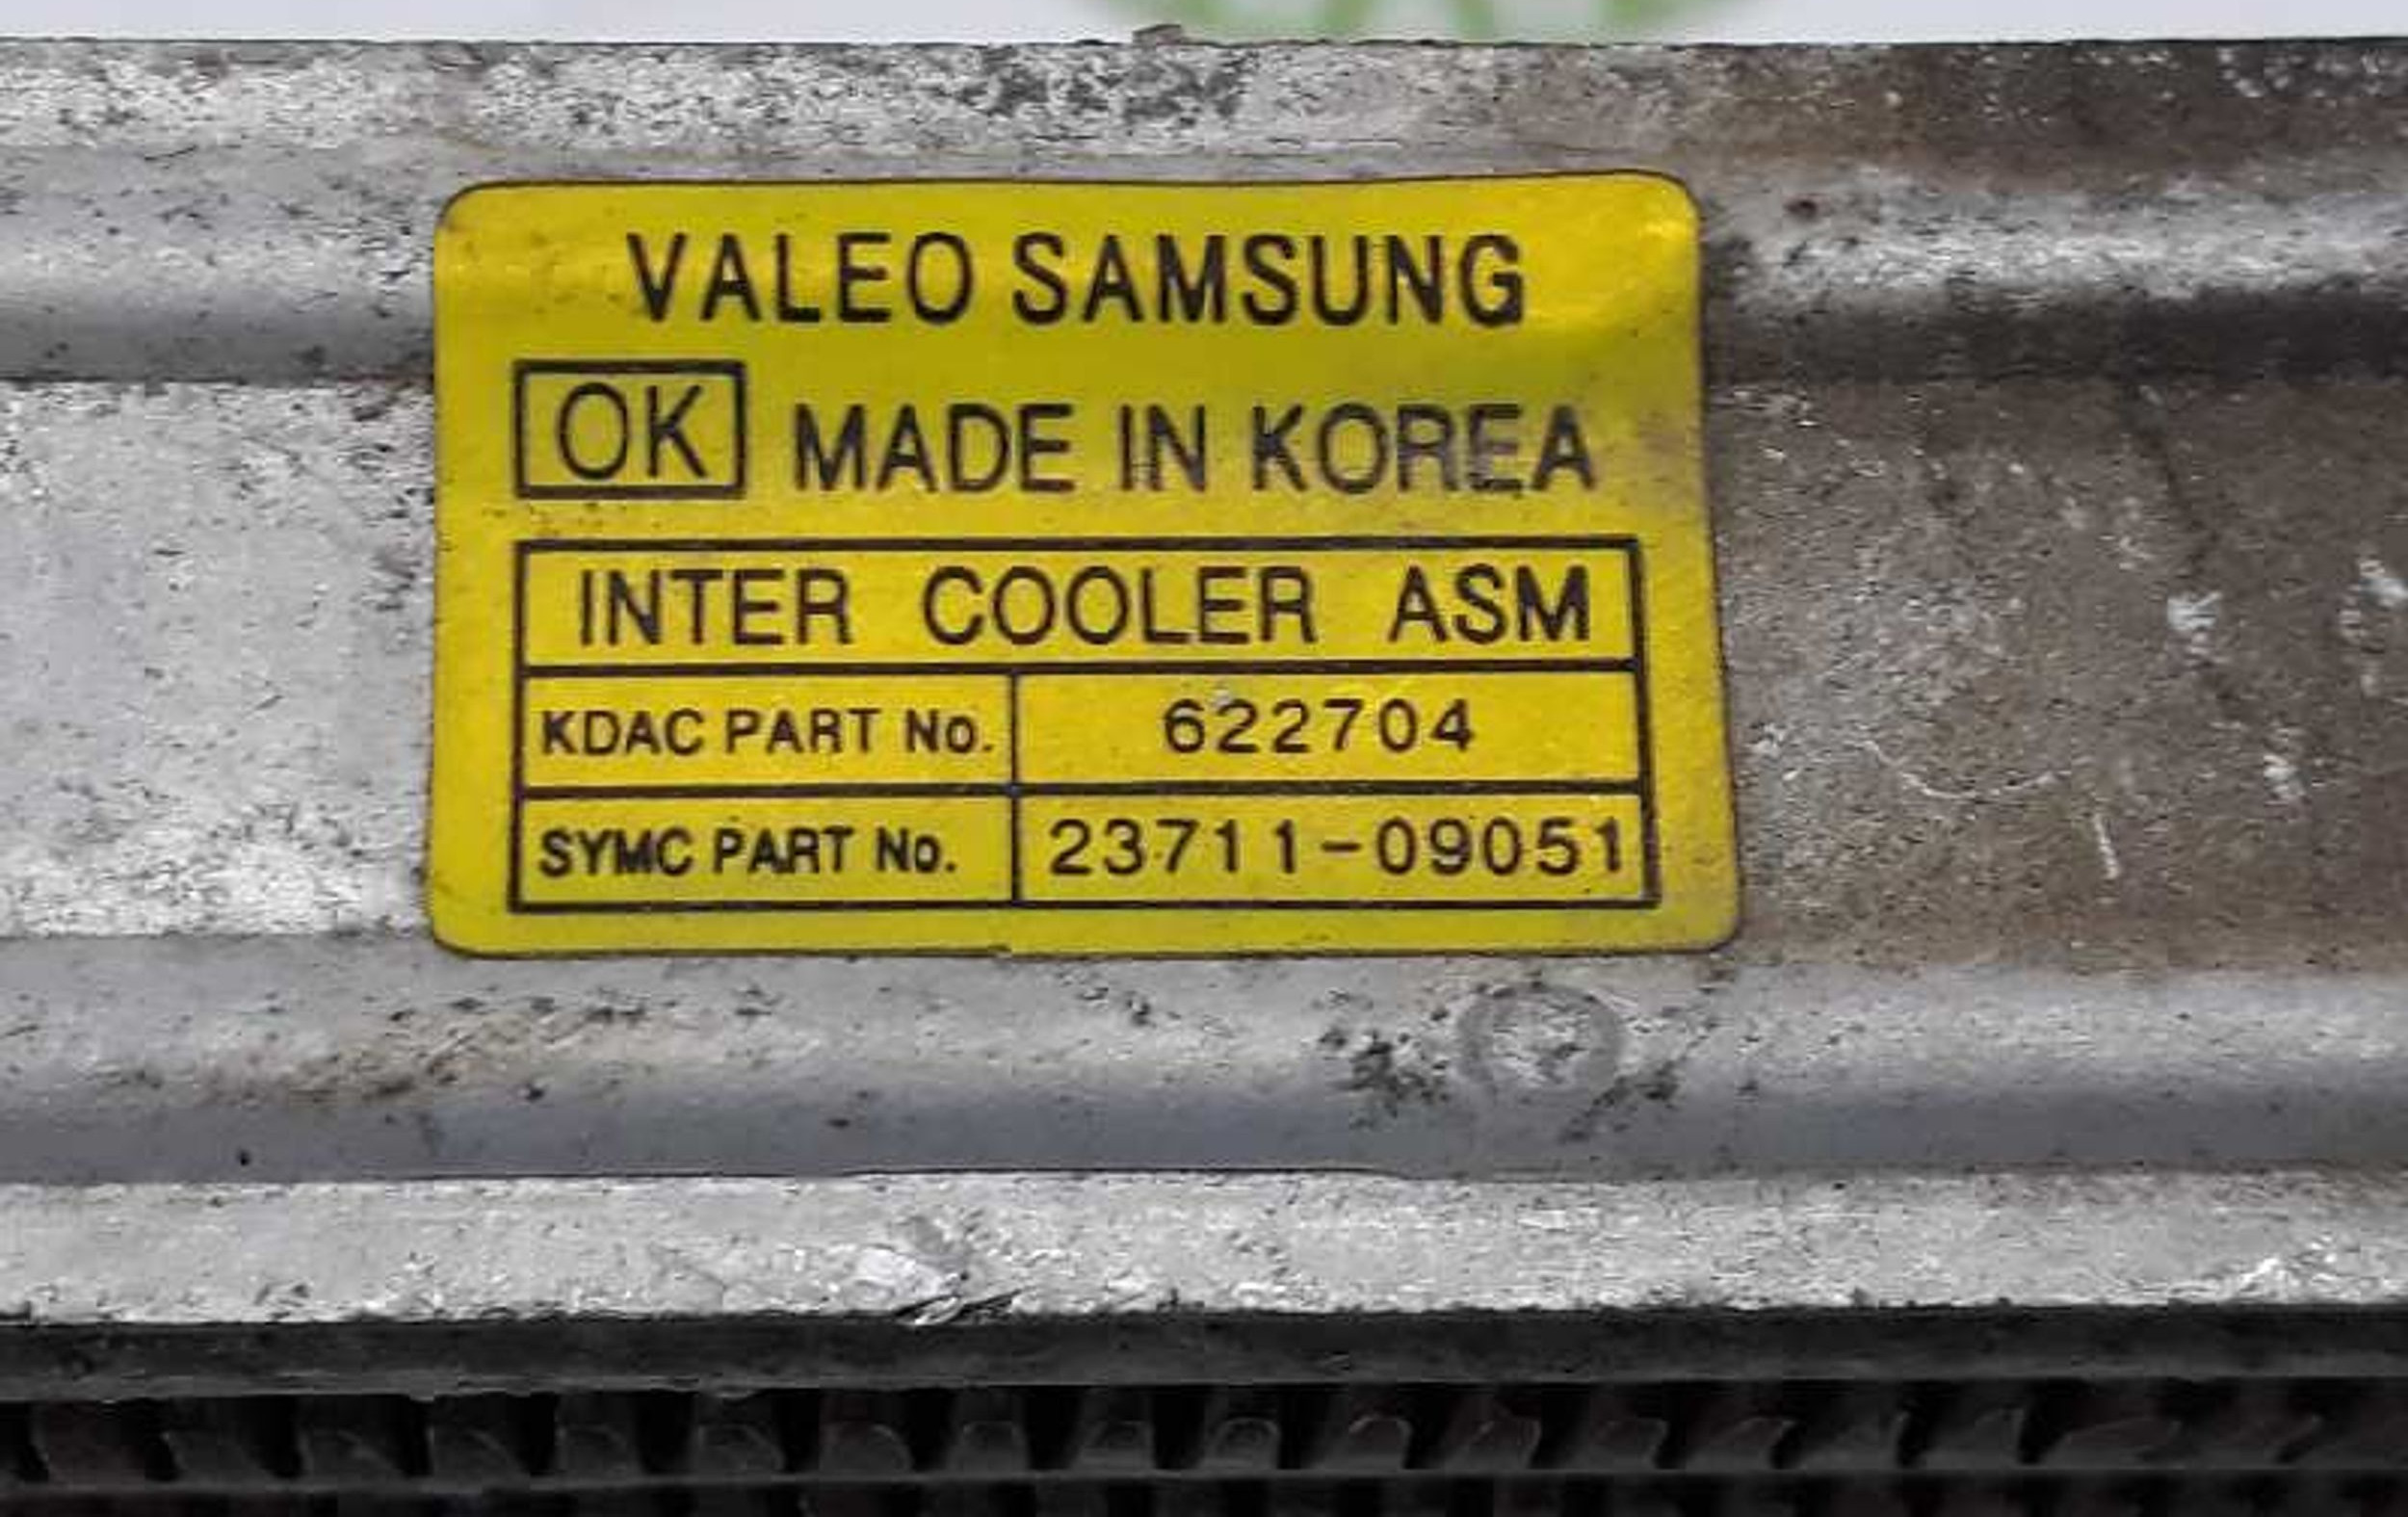 VALEO SAMSUNG
OK MADE IN KOREA
INTER COOLER ASM
KDAC PART No. 622704
SYMC PART No. 23711-09051